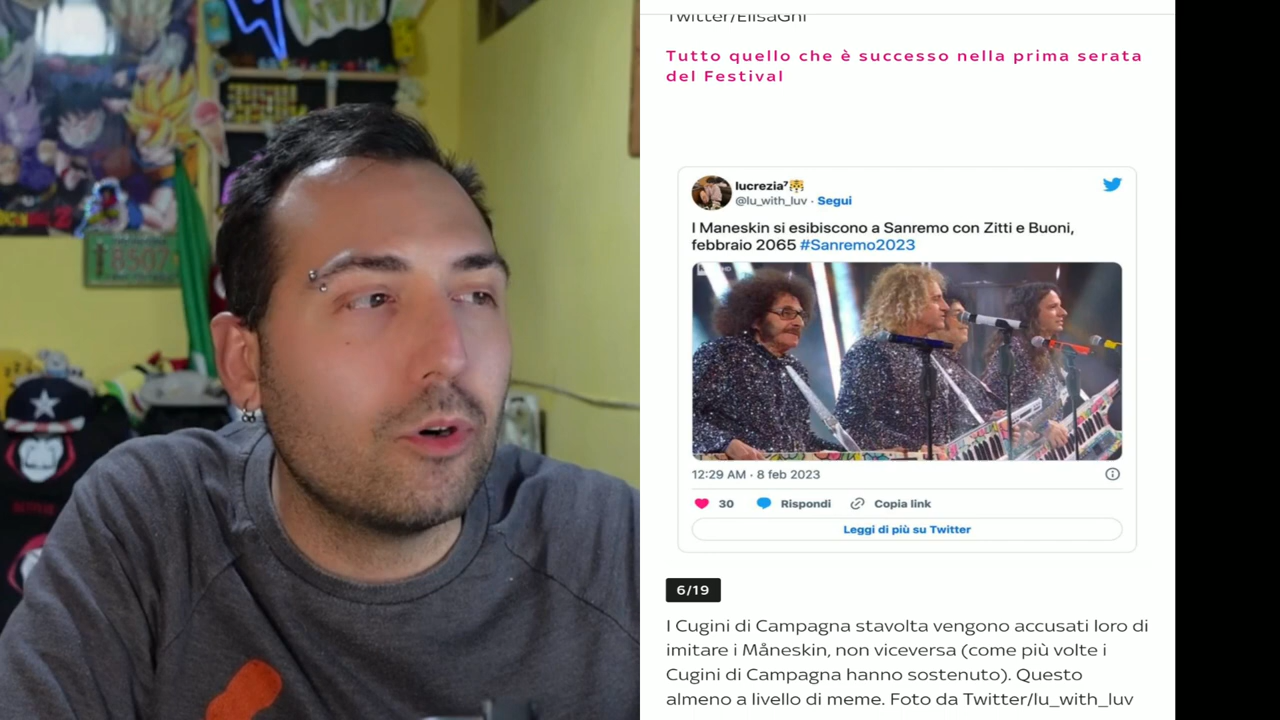 Twitter/ElisaGhi
Tutto quello che è successo nella prima serata
del Festival
lucrezia⁷🐯
@lu_with_luv · Segui
I Maneskin si esibiscono a Sanremo con Zitti e Buoni,
febbraio 2065 #Sanremo2023
12:29 AM · 8 feb 2023
30 Rispondi Copia link
Leggi di più su Twitter
6/19
I Cugini di Campagna stavolta vengono accusati loro di
imitare i Måneskin, non viceversa (come più volte i
Cugini di Campagna hanno sostenuto). Questo
almeno a livello di meme. Foto da Twitter/lu_with_luv